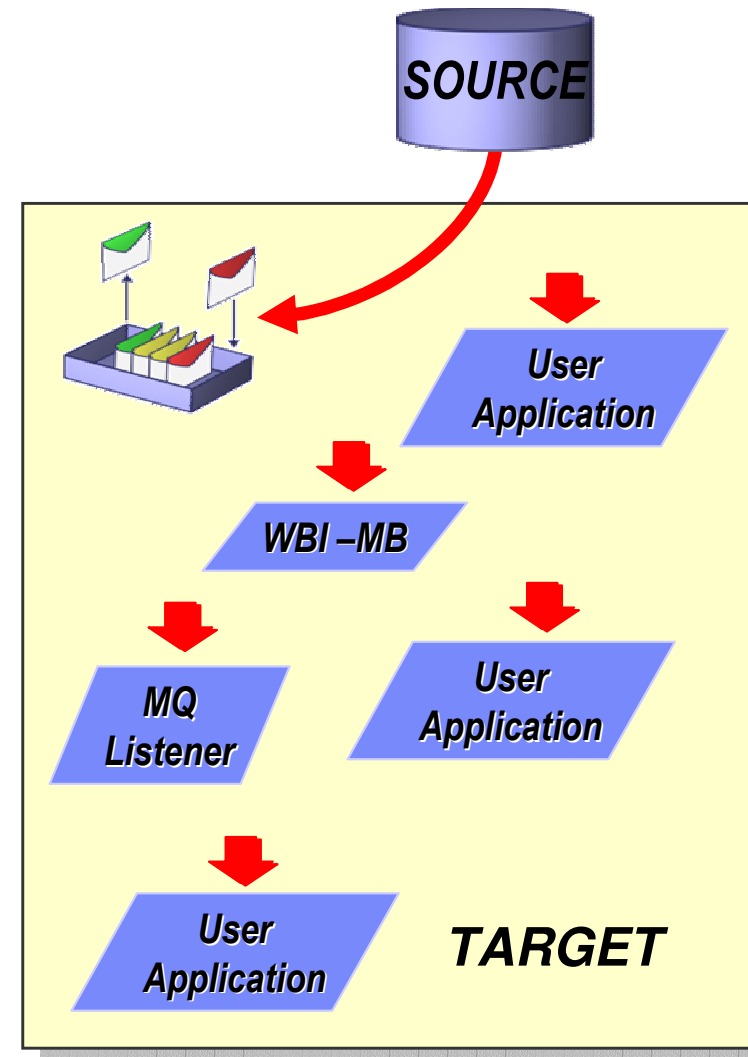 SOURCE
User
Application
WBI –MB
User
Application
MQ
Listener
User
Application
TARGET